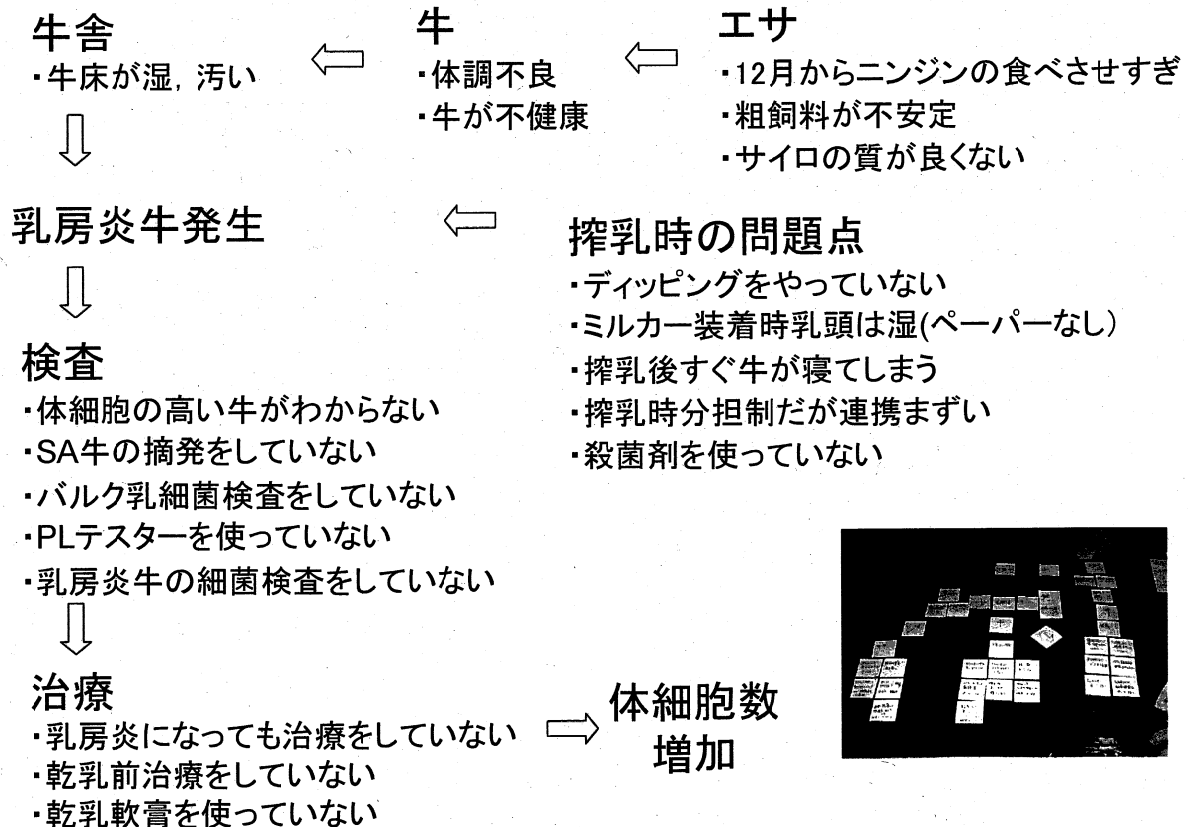 牛舎
・牛床が湿，汚い
牛
・体調不良
・牛が不健康
エサ
・12月からニンジンの食べさせすぎ
・粗飼料が不安定
・サイロの質が良くない
乳房炎牛発生
搾乳時の問題点
・ディッピングをやっていない
・ミルカー装着時乳頭は湿(ペーパーなし)
・搾乳後すぐ牛が寝てしまう
・搾乳時分担制だが連携まずい
・殺菌剤を使っていない
検査
・体細胞の高い牛がわからない
・SA牛の摘発をしていない
・バルク乳細菌検査をしていない
・PLテスターを使っていない
・乳房炎牛の細菌検査をしていない
治療
・乳房炎になっても治療をしていない
・乾乳前治療をしていない
・乾乳軟膏を使っていない
体細胞数
増加